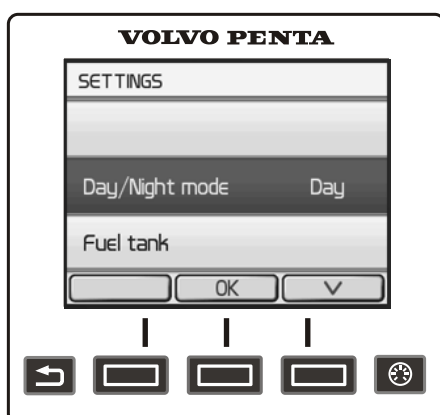 VOLVO PENTA
SETTINGS
Day/Night mode Day
Fuel tank
OK